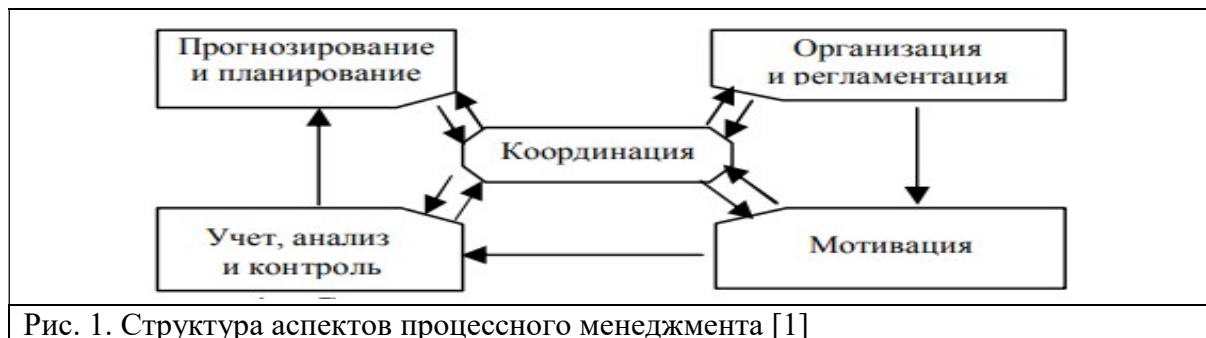 Прогнозирование
и планирование
Организация
и регламентация
Координация
Учет, анализ
и контроль
Мотивация
Рис. 1. Структура аспектов процессного менеджмента [1]